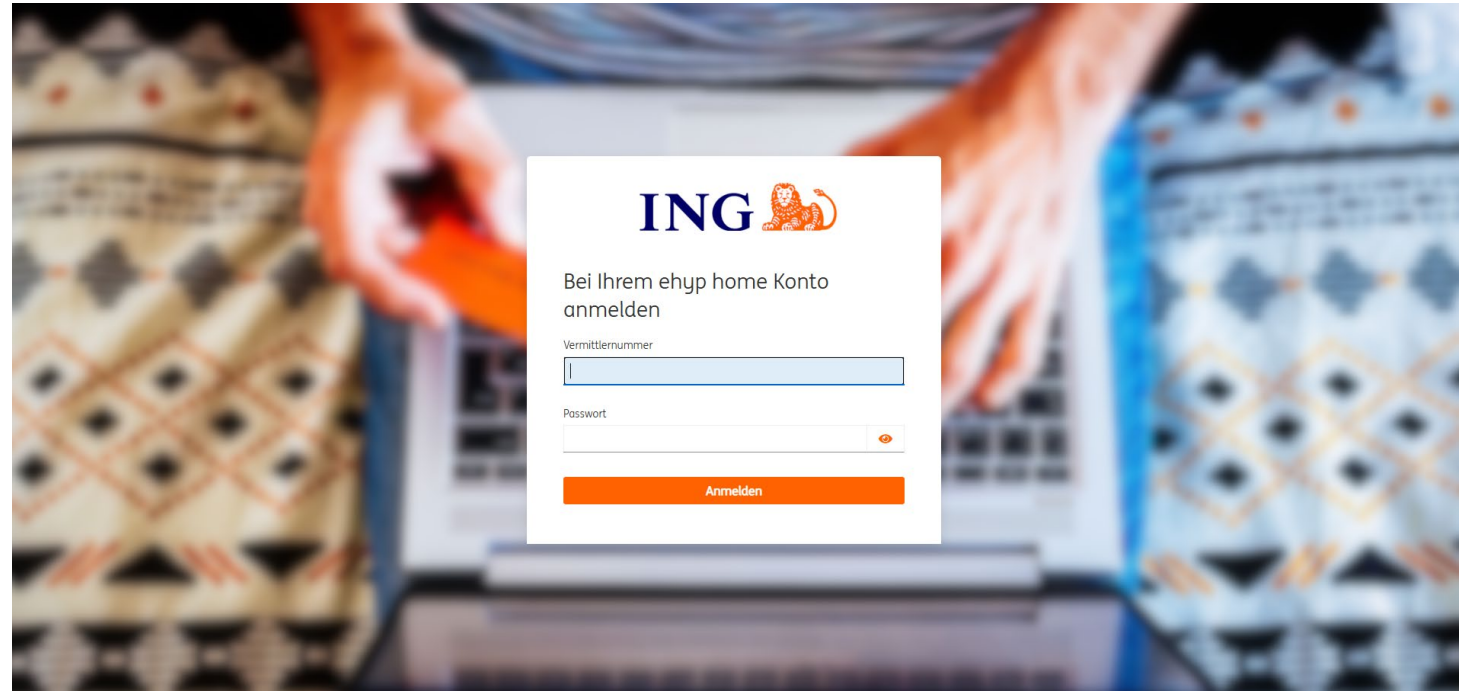 ING
Bei Ihrem ehyp home Konto
anmelden
Vermittlernummer
Passwort
Anmelden